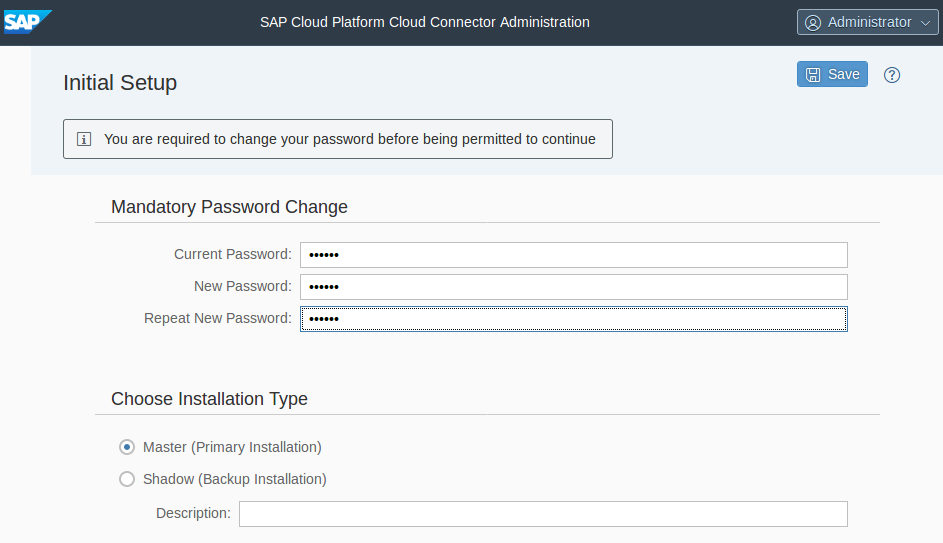 SAP SAP Cloud Platform Cloud Connector Administration Administrator
Initial Setup Save ?
i You are required to change your password before being permitted to continue
Mandatory Password Change
Current Password: ••••••
New Password: ••••••
Repeat New Password: ••••••
Choose Installation Type
Master (Primary Installation)
Shadow (Backup Installation)
Description: